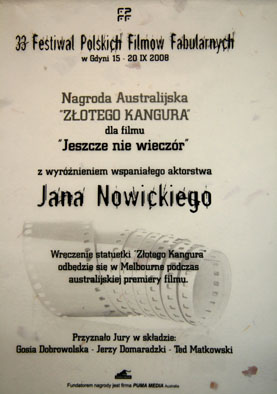 33 Festiwal Polskich Filmów Fabularnych
w Gdyni 15 - 20 IX 2008
Nagroda Australijska
"ZŁOTEGO KANGURA"
dla filmu
"Jeszcze nie wieczór"
z wyróżnieniem wspaniałego aktorstwa
Jana Nowickiego
Wręczenie statuetki "Złotego Kangura
odbędzie się w Melbourne podczas
australijskiej premiery filmu.
Przyznało Jury w składzie:
Gosia Dobrowolska - Jerzy Domaradzki - Ted Matkowski
Fundatorem nagrody jest firma PUMA MEDIA Australia